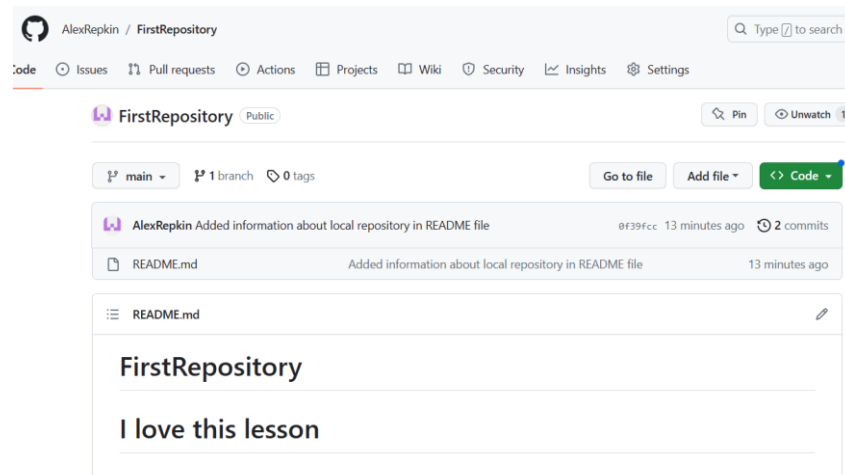 AlexRepkin / FirstRepository
Type / to search
Code Issues Pull requests Actions Projects Wiki Security Insights Settings
FirstRepository Public Pin Unwatch 1
main 1 branch 0 tags Go to file Add file <> Code
AlexRepkin Added information about local repository in README file 0f39fcc 13 minutes ago 2 commits
README.md Added information about local repository in README file 13 minutes ago
README.md
FirstRepository
I love this lesson